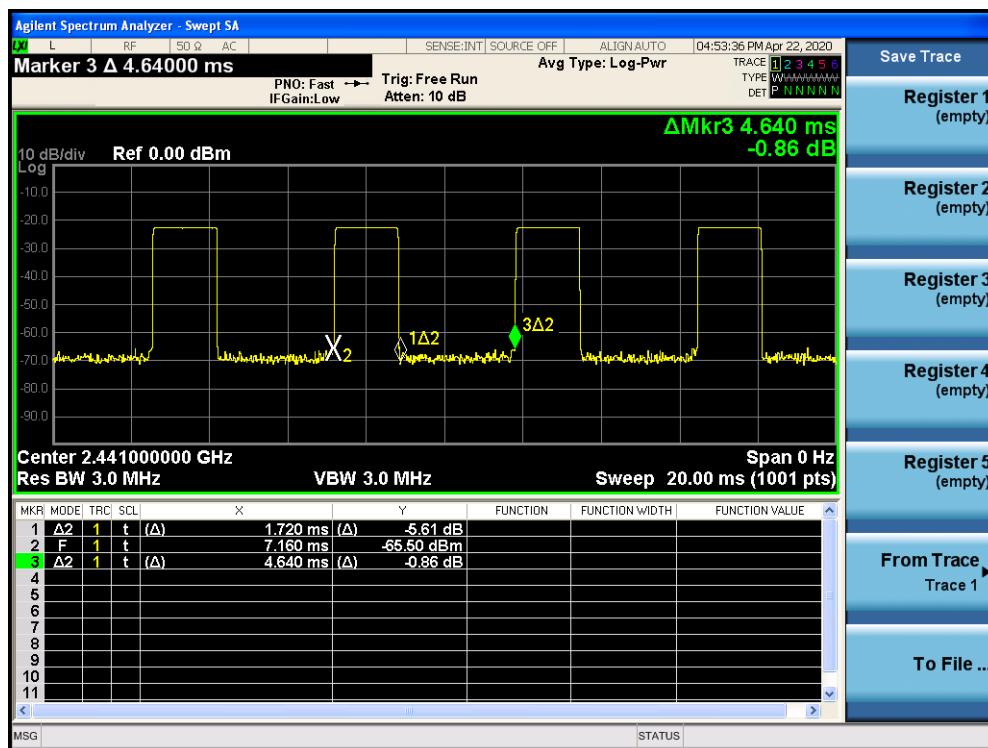 Agilent Spectrum Analyzer - Swept SA
LXI L RF 50 Ω AC SENSE:INT SOURCE OFF ALIGN AUTO 04:53:36 PM Apr 22, 2020
Marker 3 Δ 4.64000 ms
PNO: Fast
IFGain:Low
Trig: Free Run
Atten: 10 dB
Avg Type: Log-Pwr
TRACE 1 2 3 4 5 6
TYPE W
DET P N N N N N
ΔMkr3 4.640 ms
-0.86 dB
10 dB/div Ref 0.00 dBm
Log
-10.0
-20.0
-30.0
-40.0
-50.0
-60.0
-70.0
-80.0
-90.0
2
1Δ2
3Δ2
Center 2.441000000 GHz Span 0 Hz
Res BW 3.0 MHz VBW 3.0 MHz Sweep 20.00 ms (1001 pts)
MKR MODE TRC SCL X Y FUNCTION FUNCTION WIDTH FUNCTION VALUE
1 Δ2 1 t (Δ) 1.720 ms (Δ) -5.61 dB
2 F 1 t 7.160 ms -65.50 dBm
3 Δ2 1 t (Δ) 4.640 ms (Δ) -0.86 dB
4
5
6
7
8
9
10
11
MSG STATUS
Save Trace
Register 1
(empty)
Register 2
(empty)
Register 3
(empty)
Register 4
(empty)
Register 5
(empty)
From Trace
Trace 1
To File ...